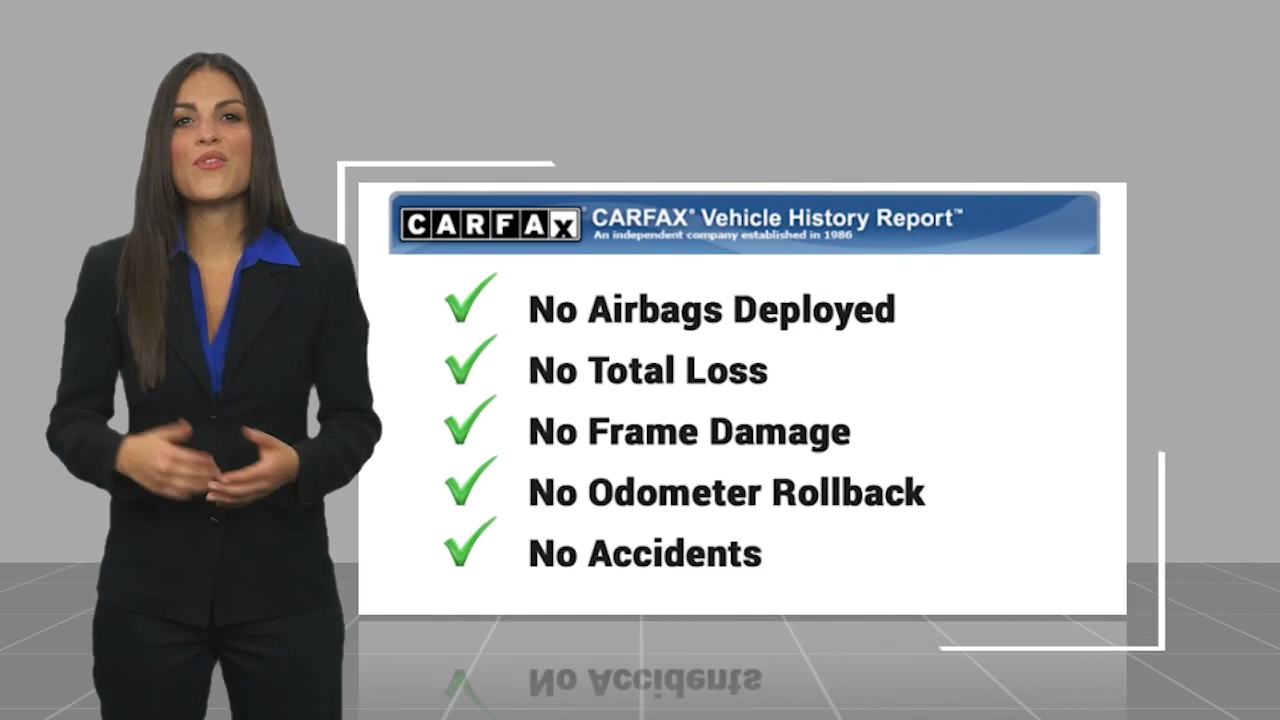 CARFAX® CARFAX® Vehicle History Report™
An independent company established in 1986
No Airbags Deployed
No Total Loss
No Frame Damage
No Odometer Rollback
No Accidents
No Accidents